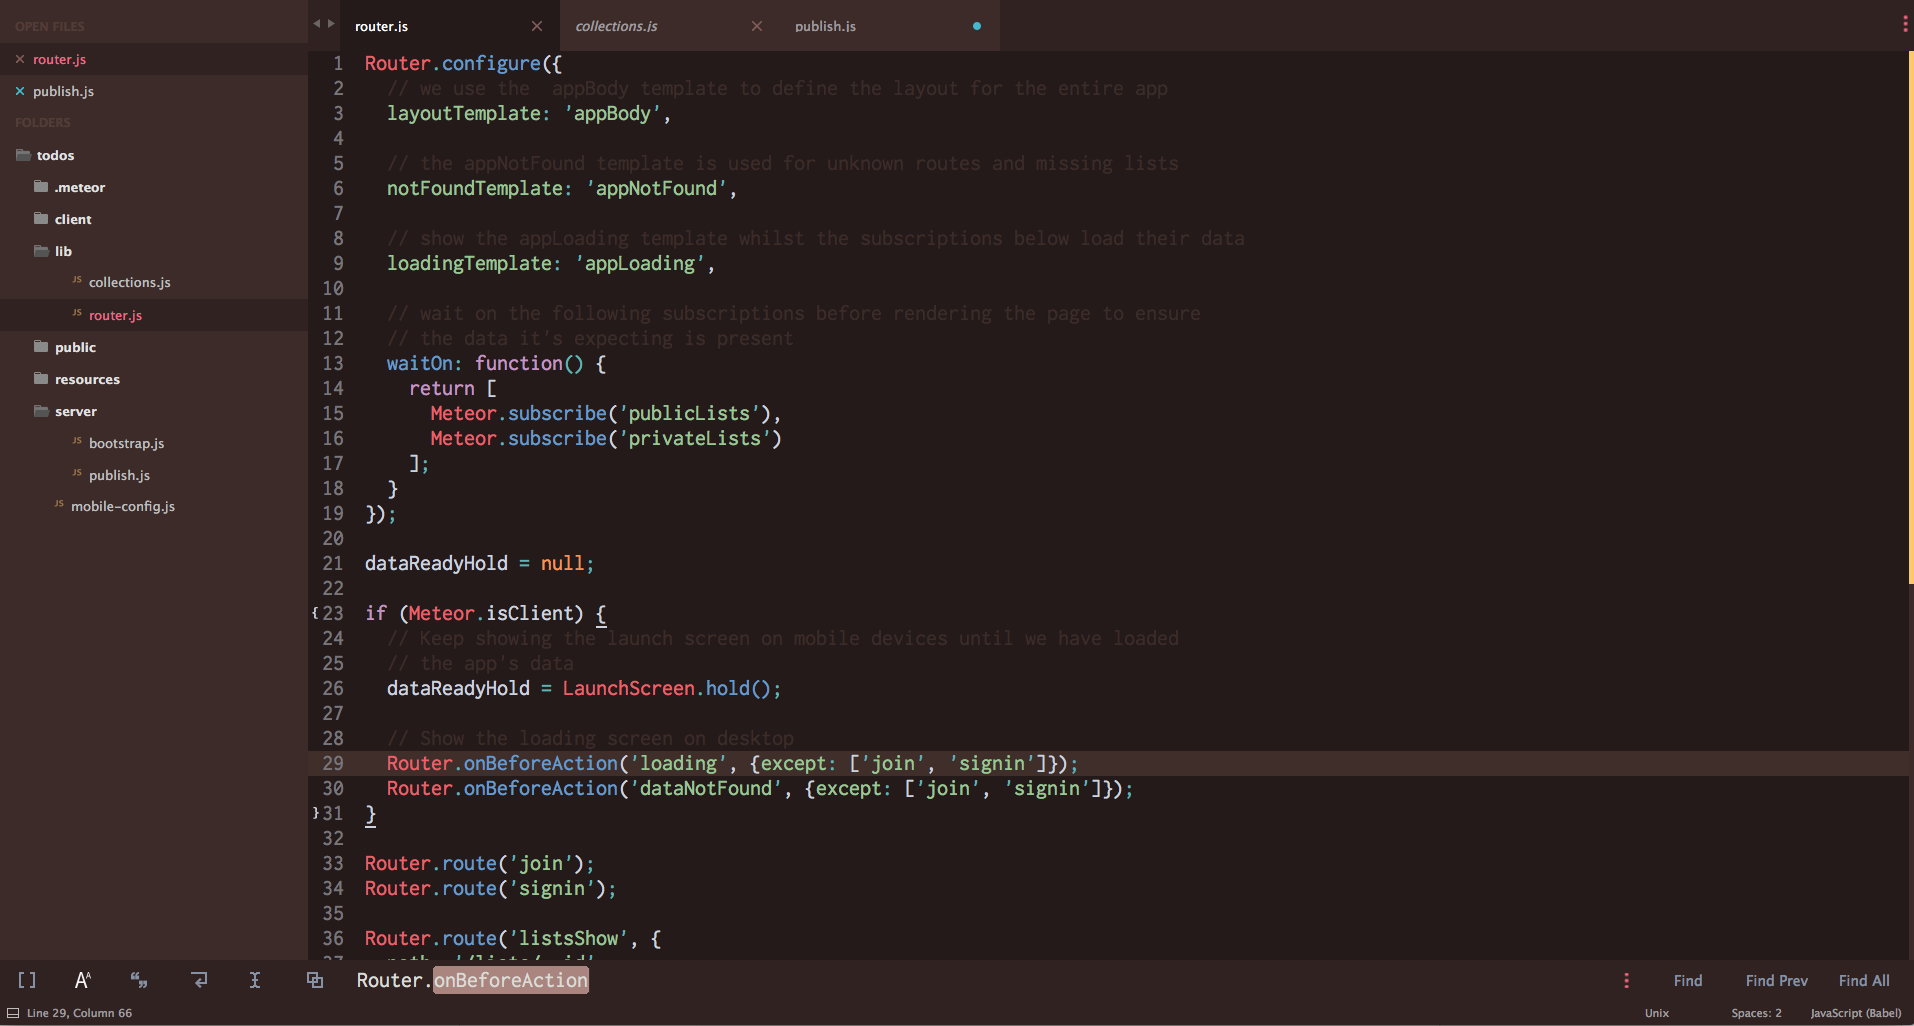 OPEN FILES
router.js
publish.js
FOLDERS
todos
.meteor
client
lib
JS collections.js
JS router.js
public
resources
server
JS bootstrap.js
JS publish.js
JS mobile-config.js
router.js
collections.js
publish.js
1 Router.configure({
2 // we use the  appBody template to define the layout for the entire app
3 layoutTemplate: 'appBody',
4
5 // the appNotFound template is used for unknown routes and missing lists
6 notFoundTemplate: 'appNotFound',
7
8 // show the appLoading template whilst the subscriptions below load their data
9 loadingTemplate: 'appLoading',
10
11 // wait on the following subscriptions before rendering the page to ensure
12 // the data it's expecting is present
13 waitOn: function() {
14 return [
15 Meteor.subscribe('publicLists'),
16 Meteor.subscribe('privateLists')
17 ];
18 }
19 });
20
21 dataReadyHold = null;
22
{23 if (Meteor.isClient) {
24 // Keep showing the launch screen on mobile devices until we have loaded
25 // the app's data
26 dataReadyHold = LaunchScreen.hold();
27
28 // Show the loading screen on desktop
29 Router.onBeforeAction('loading', {except: ['join', 'signin']});
30 Router.onBeforeAction('dataNotFound', {except: ['join', 'signin']});
}31 }
32
33 Router.route('join');
34 Router.route('signin');
35
36 Router.route('listsShow', {
Router.onBeforeAction
Find
Find Prev
Find All
Line 29, Column 66
Unix
Spaces: 2
JavaScript (Babel)